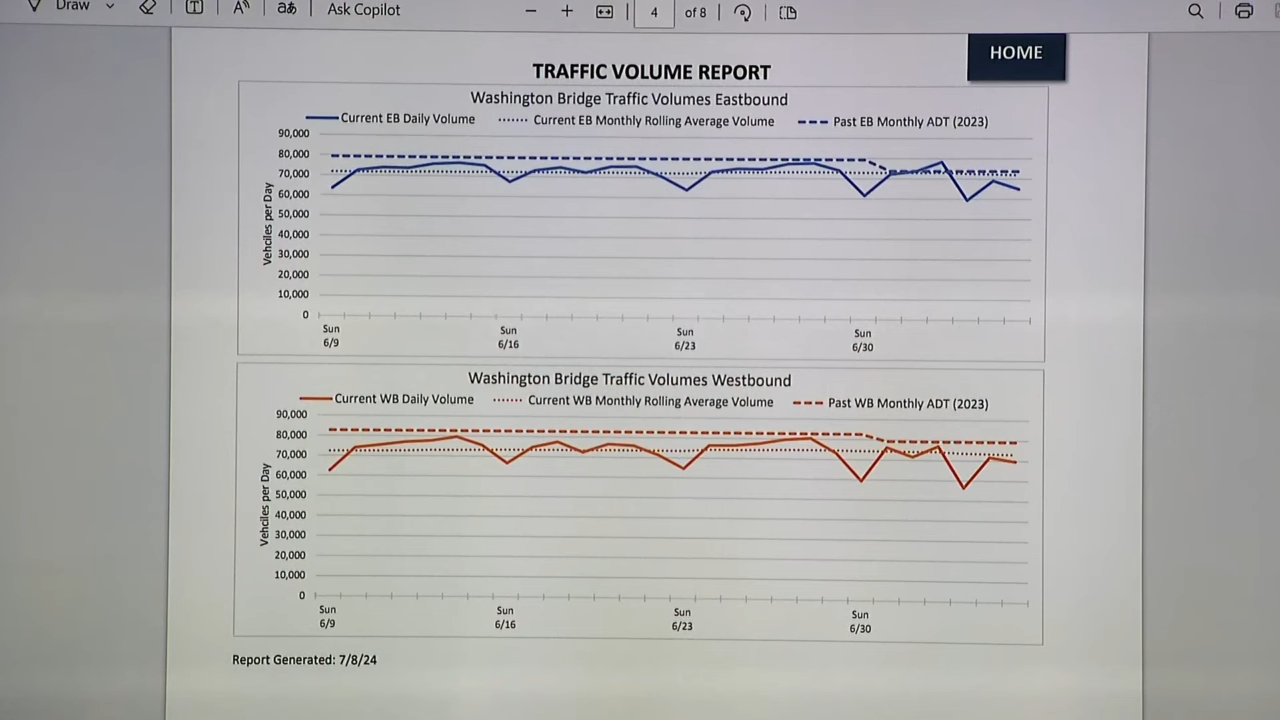 Draw
A
aあ
Ask Copilot
4 of 8
HOME
TRAFFIC VOLUME REPORT
Washington Bridge Traffic Volumes Eastbound
Current EB Daily Volume Current EB Monthly Rolling Average Volume Past EB Monthly ADT (2023)
90,000
80,000
70,000
60,000
50,000
40,000
30,000
20,000
10,000
0
Vehciles per Day
Sun Sun Sun Sun
6/9 6/16 6/23 6/30
Washington Bridge Traffic Volumes Westbound
Current WB Daily Volume Current WB Monthly Rolling Average Volume Past WB Monthly ADT (2023)
90,000
80,000
70,000
60,000
50,000
40,000
30,000
20,000
10,000
0
Vehciles per Day
Sun Sun Sun Sun
6/9 6/16 6/23 6/30
Report Generated: 7/8/24